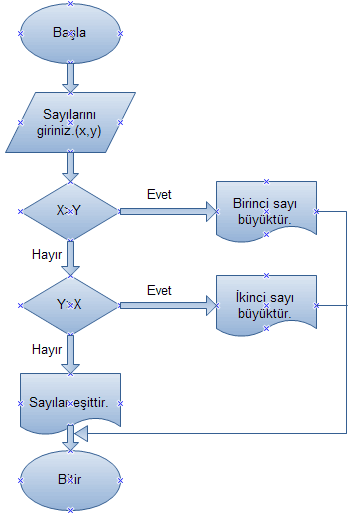 Başla
Sayılarını
giriniz.(x,y)
X>Y
Evet
Birinci sayı
büyüktür.
Hayır
Y>X
Evet
İkinci sayı
büyüktür.
Hayır
Sayılar eşittir.
Bitir